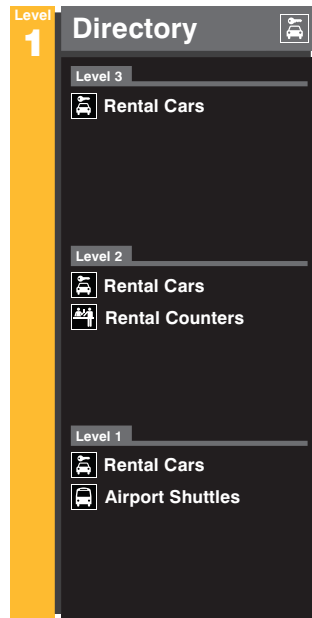 Level
1
Directory
Level 3
Rental Cars
Level 2
Rental Cars
Rental Counters
Level 1
Rental Cars
Airport Shuttles